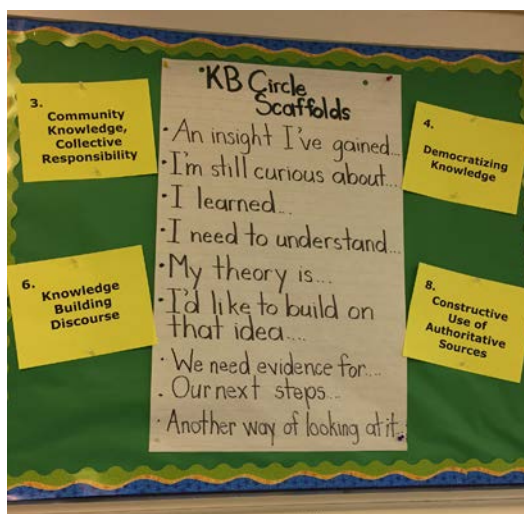 KB Circle
Scaffolds
• An insight I've gained...
• I'm still curious about...
• I learned...
• I need to understand...
• My theory is...
• I'd like to build on
that idea....
• We need evidence for...
• Our next steps...
• Another way of looking at it...
3.
Community
Knowledge,
Collective
Responsibility
4.
Democratizing
Knowledge
6.
Knowledge
Building
Discourse
8.
Constructive
Use of
Authoritative
Sources